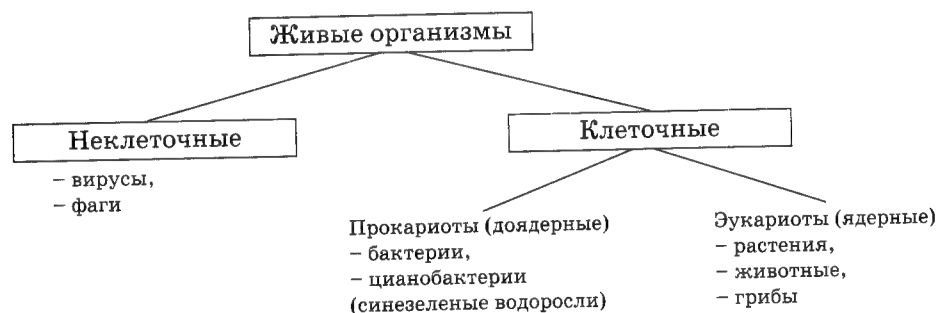 Живые организмы
Неклеточные
– вирусы,
– фаги
Клеточные
Прокариоты (доядерные)
– бактерии,
– цианобактерии
(синезеленые водоросли)
Эукариоты (ядерные)
– растения,
– животные,
– грибы